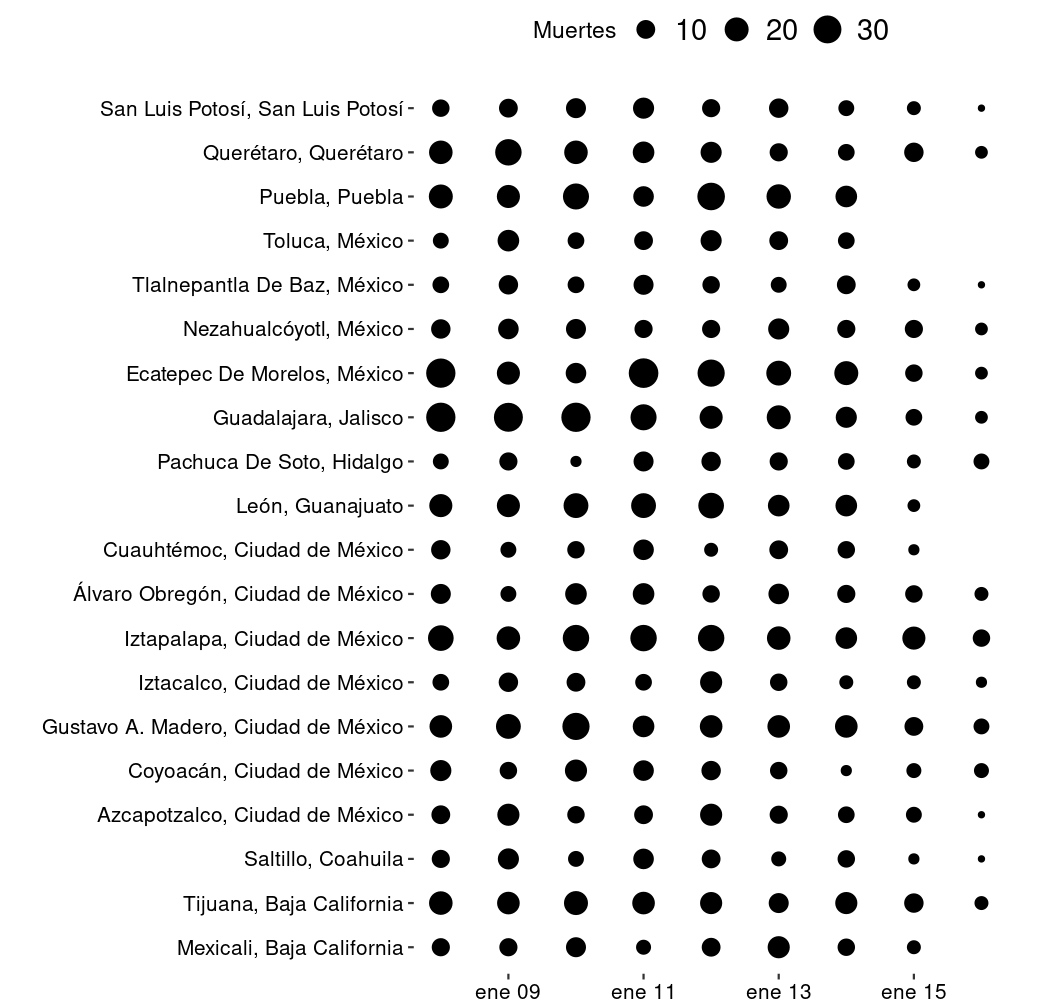 Muertes 10 20 30
San Luis Potosí, San Luis Potosí
Querétaro, Querétaro
Puebla, Puebla
Toluca, México
Tlalnepantla De Baz, México
Nezahualcóyotl, México
Ecatepec De Morelos, México
Guadalajara, Jalisco
Pachuca De Soto, Hidalgo
León, Guanajuato
Cuauhtémoc, Ciudad de México
Álvaro Obregón, Ciudad de México
Iztapalapa, Ciudad de México
Iztacalco, Ciudad de México
Gustavo A. Madero, Ciudad de México
Coyoacán, Ciudad de México
Azcapotzalco, Ciudad de México
Saltillo, Coahuila
Tijuana, Baja California
Mexicali, Baja California
ene 09 ene 11 ene 13 ene 15